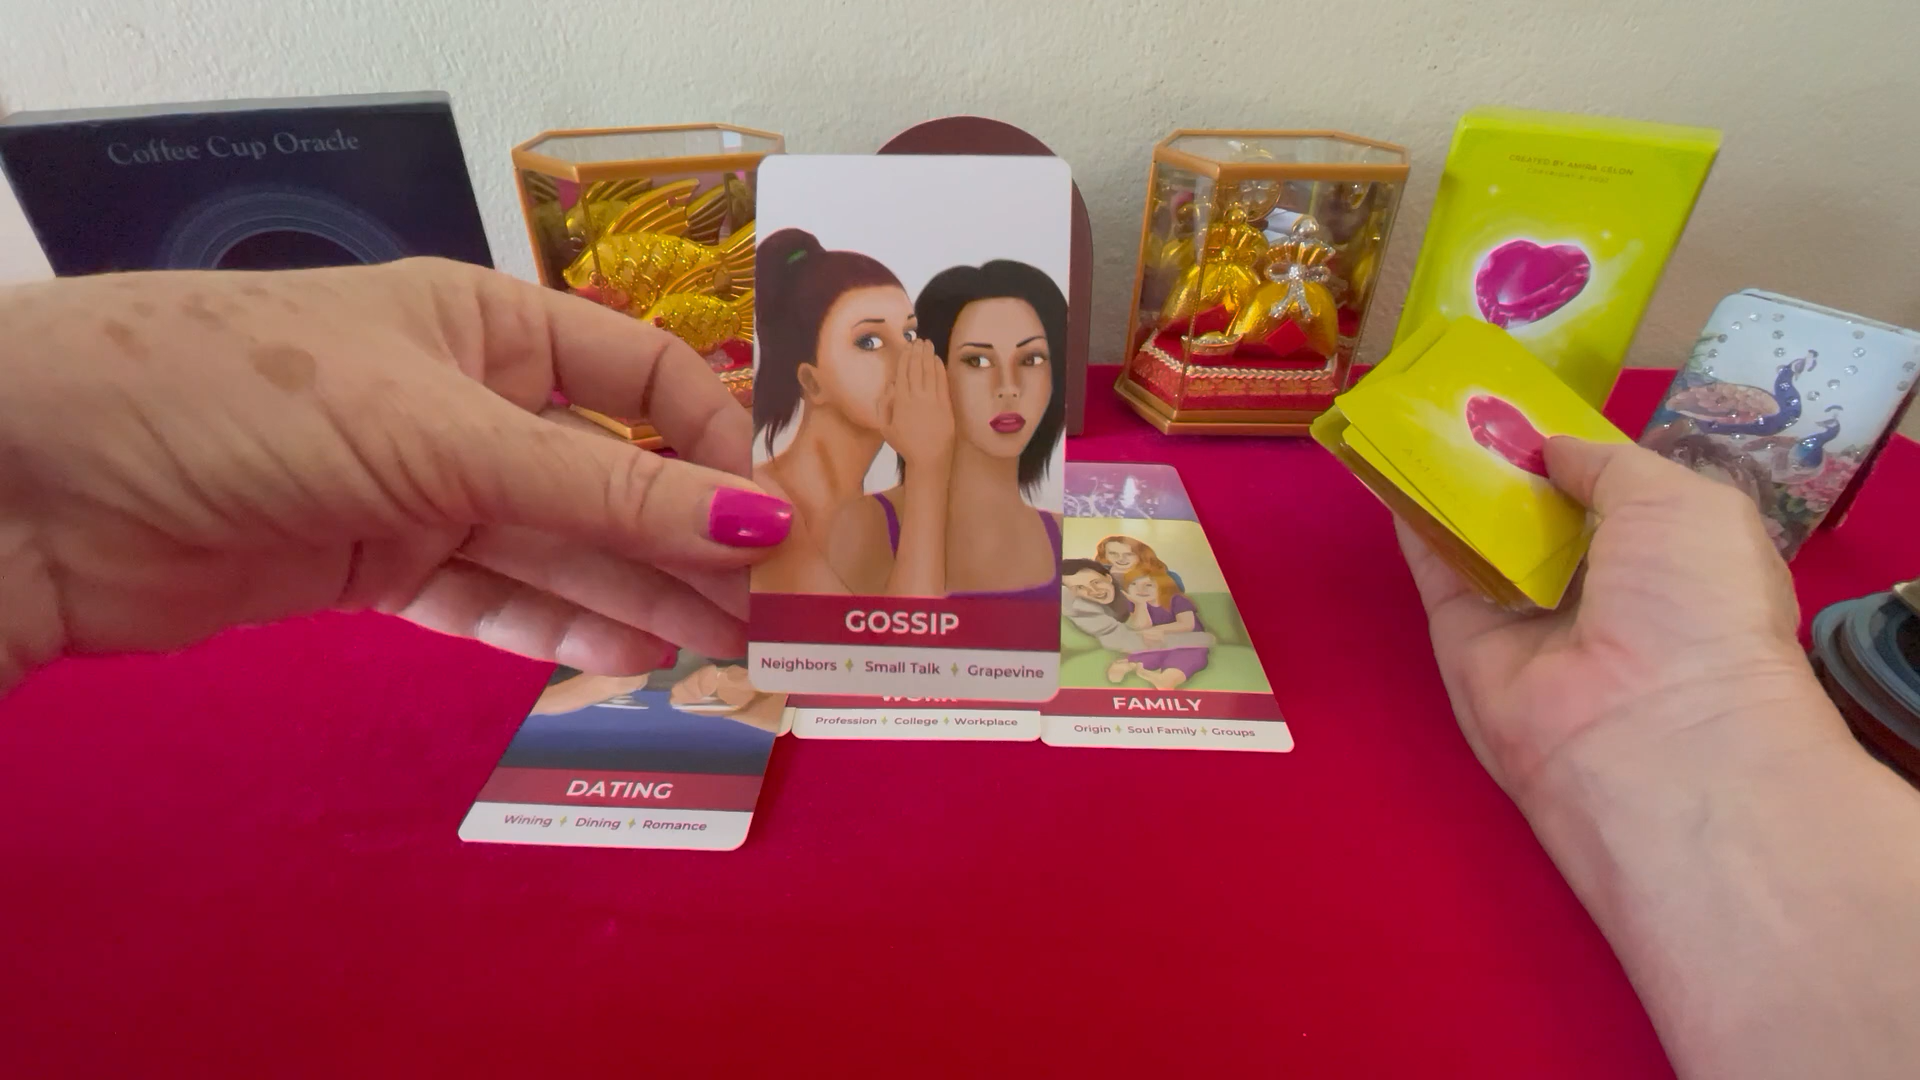 Coffee Cup Oracle
CREATED BY AMIRA CELON
GOSSIP
Neighbors Small Talk Grapevine
WORK
Profession College Workplace
FAMILY
Origin Soul Family Groups
DATING
Wining Dining Romance